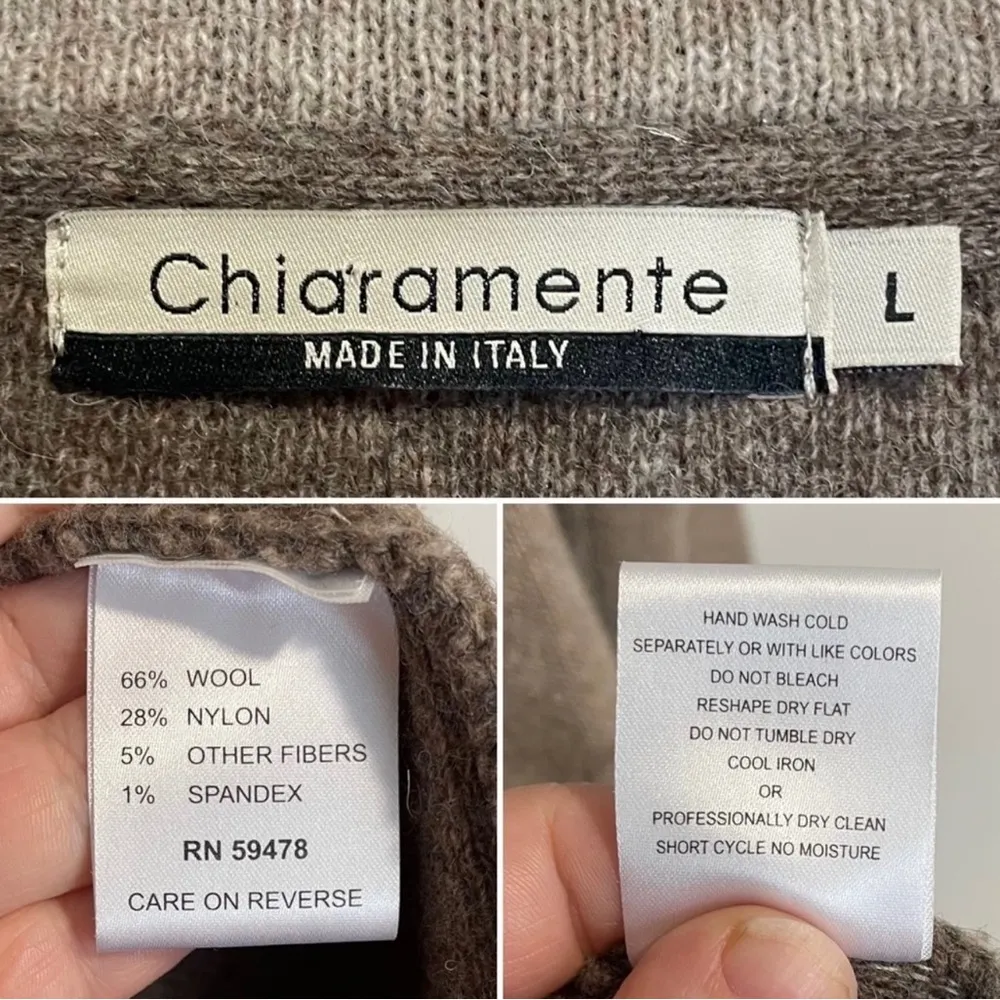 Chiaramente
L
MADE IN ITALY
66% WOOL
28% NYLON
5% OTHER FIBERS
1% SPANDEX
RN 59478
CARE ON REVERSE
HAND WASH COLD
SEPARATELY OR WITH LIKE COLORS
DO NOT BLEACH
RESHAPE DRY FLAT
DO NOT TUMBLE DRY
COOL IRON
OR
PROFESSIONALLY DRY CLEAN
SHORT CYCLE NO MOISTURE